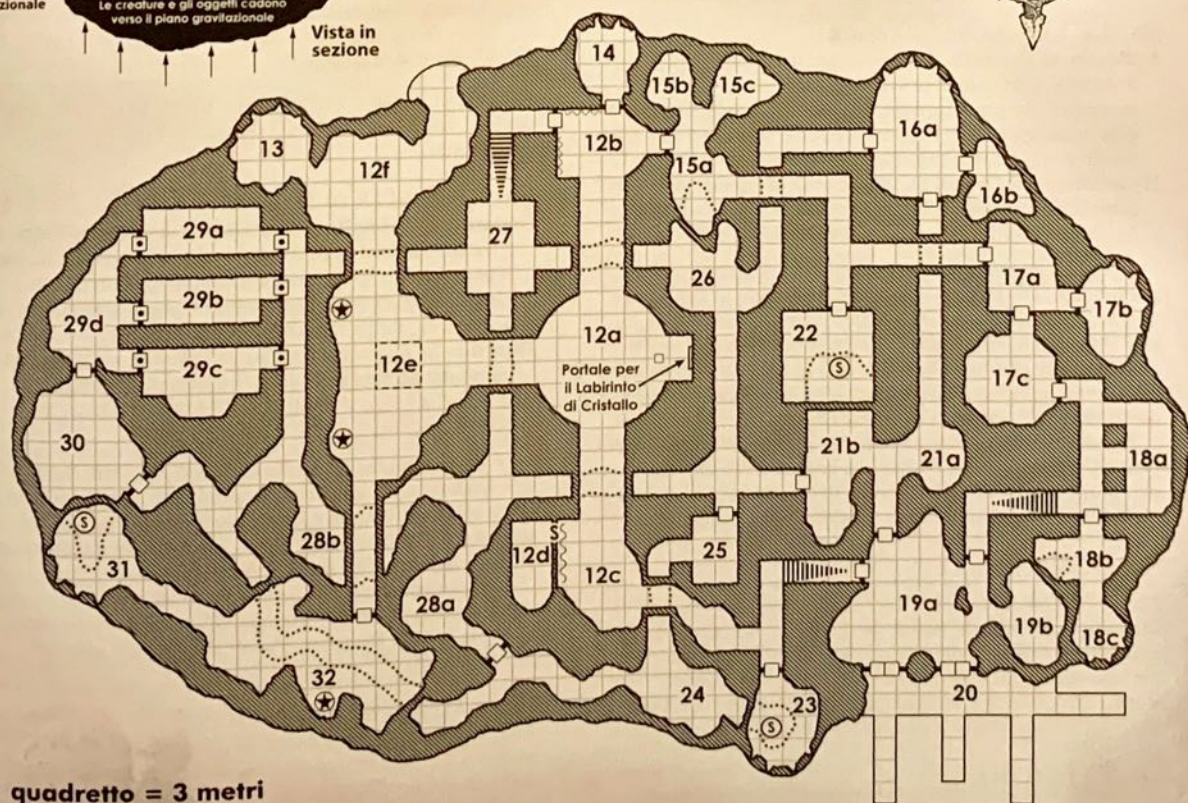 zionale
Le creature e gli oggetti cadono
verso il piano gravitazionale
Vista in
sezione
14
15b
15c
16a
13
12f
12b
15a
16b
29a
27
26
17a
29b
12a
17b
29d
12e
22
S
29c
Portale per
il Labirinto
di Cristallo
17c
30
21b
21a
18a
S
28b
12d
S
25
18b
31
12c
28a
19a
19b
18c
32
24
23
S
20
quadretto = 3 metri